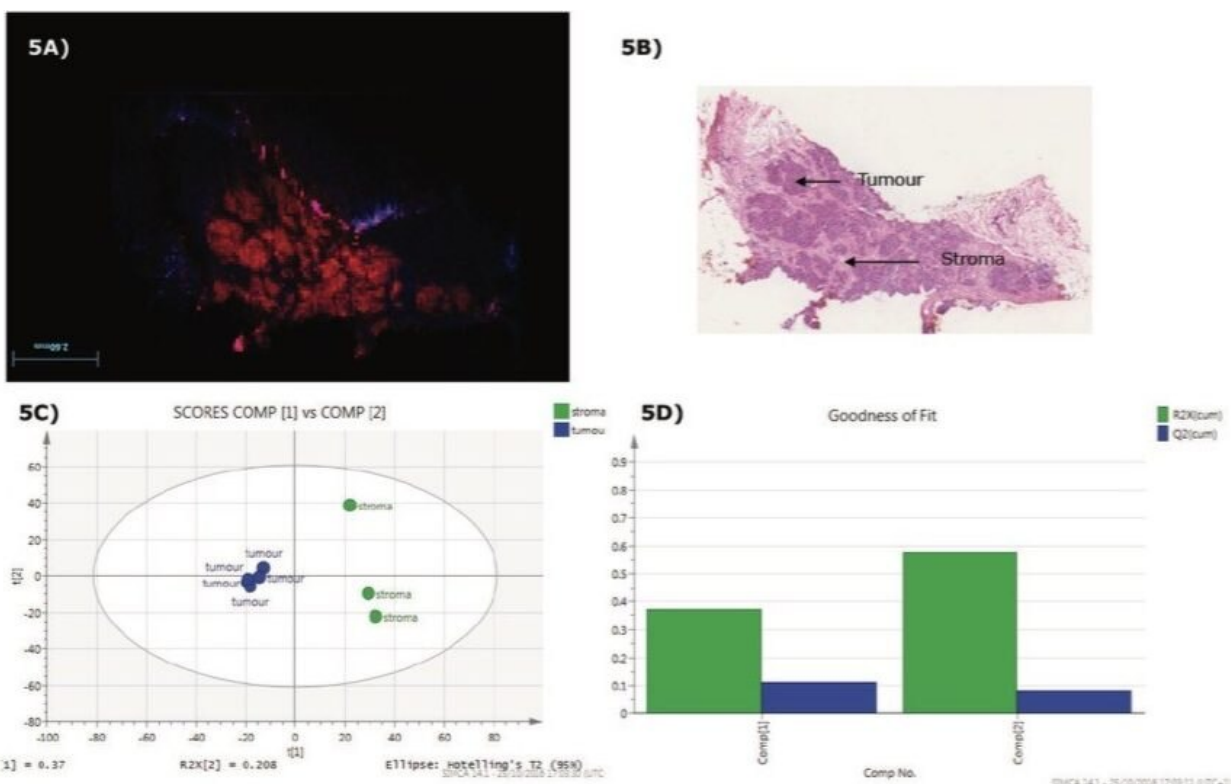 5A)
2.60mm
5B)
Tumour
Stroma
5C)
SCORES COMP [1] vs COMP [2]
stroma
tumou
t[2]
60
40
20
0
-20
-40
-60
-80
stroma
tumour
tumour
tumour
tumour
tumour
stroma
stroma
-100
-80
-60
-40
-20
0
20
40
60
80
t[1]
1] = 0.37
R2X[2] = 0.208
Ellipse: Hotelling's T2 (95%)
5D)
Goodness of Fit
R2X(cum)
Q2(cum)
0.9
0.8
0.7
0.6
0.5
0.4
0.3
0.2
0.1
0
Comp[1]
Comp[2]
Comp No.